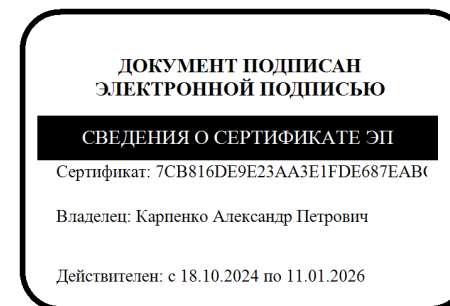 ДОКУМЕНТ ПОДПИСАН
ЭЛЕКТРОННОЙ ПОДПИСЬЮ
СВЕДЕНИЯ О СЕРТИФИКАТЕ ЭП
Сертификат: 7CB816DE9E23AA3E1FDE687EAB
Владелец: Карпенко Александр Петрович
Действителен: с 18.10.2024 по 11.01.2026